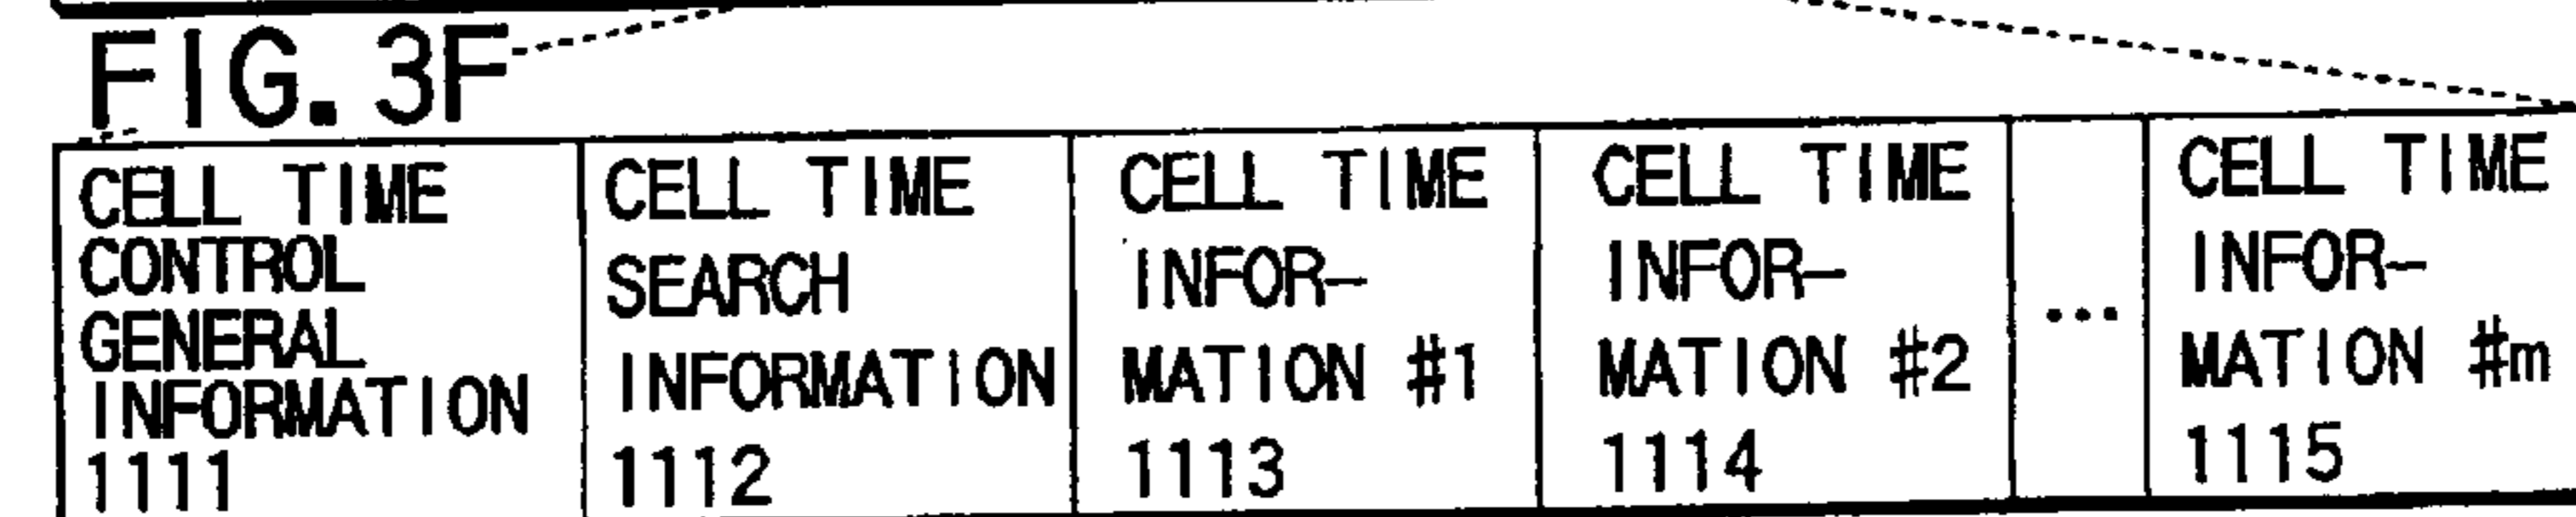 FIG. 3F
CELL TIME
CONTROL
GENERAL
INFORMATION
1111
CELL TIME
SEARCH
INFORMATION
1112
CELL TIME
INFOR-
MATION #1
1113
CELL TIME
INFOR-
MATION #2
1114
...
CELL TIME
INFOR-
MATION #m
1115